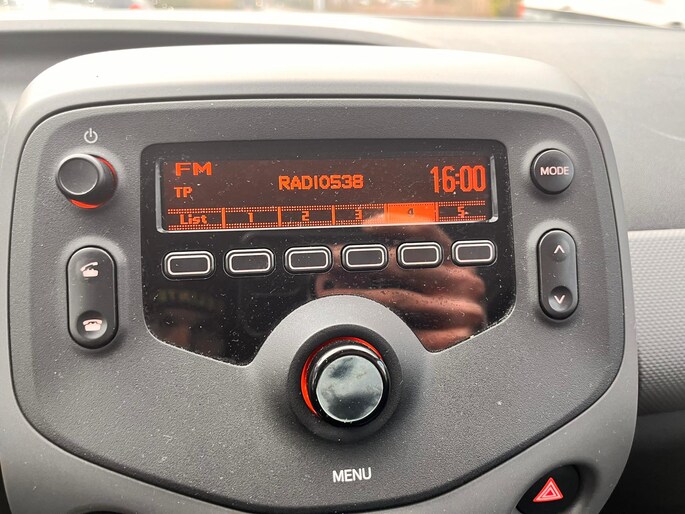 FM
TP
RADIO538
16:00
List 1 2 3 4 5
MODE
MENU